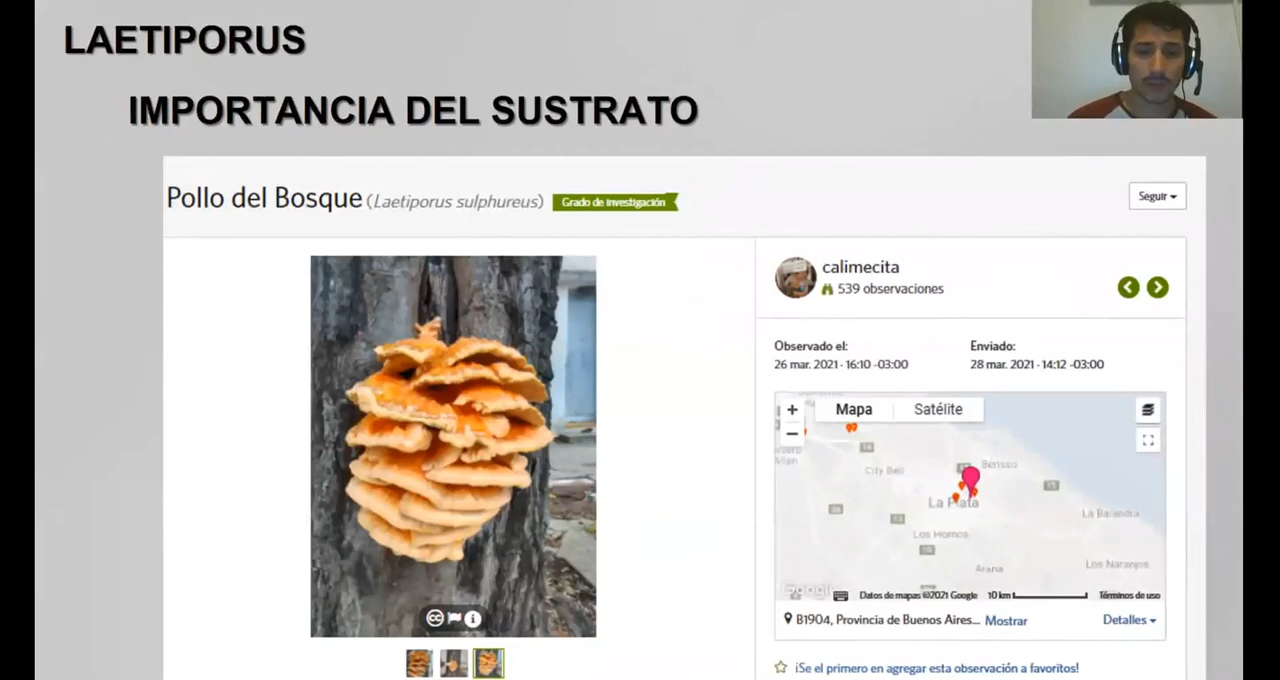 LAETIPORUS
IMPORTANCIA DEL SUSTRATO
Pollo del Bosque (Laetiporus sulphureus) Grado de investigación
Seguir
calimecita
539 observaciones
Observado el: Enviado:
26 mar. 2021 · 16:10 -03:00 28 mar. 2021 · 14:12 -03:00
+ Mapa Satélite
−
City Bell
Berisso
La Plata
La Balandra
Los Hornos
Arana
Los Naranjos
Google
Datos de mapas ©2021 Google 10 km Términos de uso
B1904, Provincia de Buenos Aires... Mostrar Detalles
cc i
¡Se el primero en agregar esta observación a favoritos!